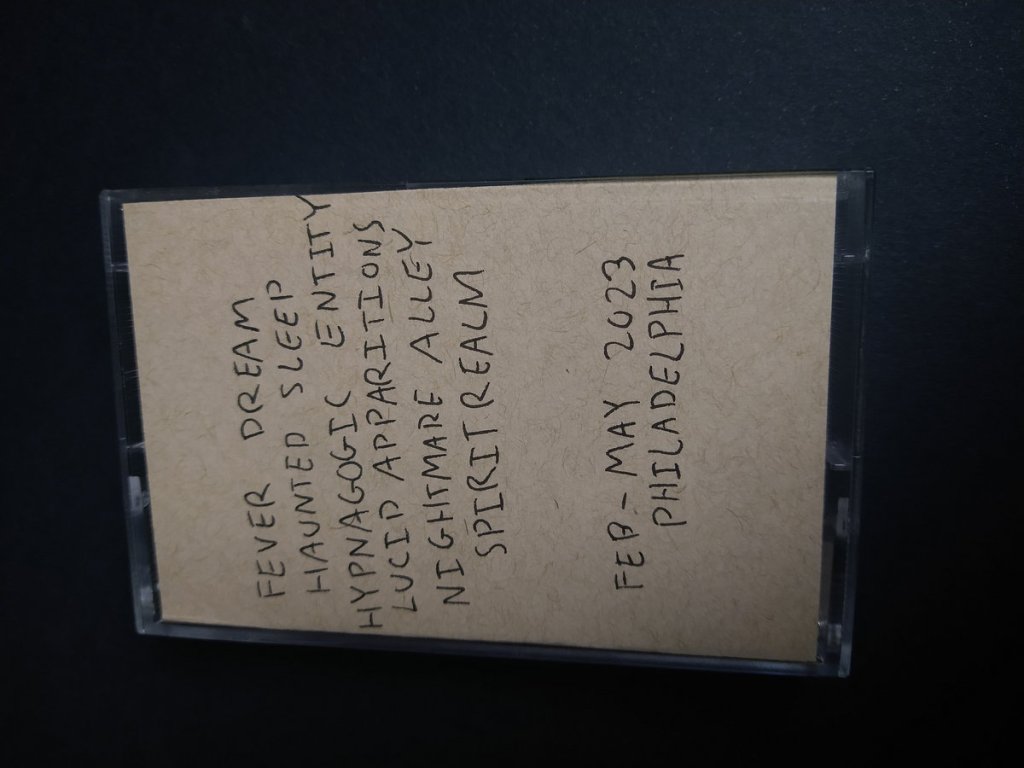 FEVER DREAM
HAUNTED SLEEP
HYPNAGOGIC ENTITY
LUCID APPARITIONS
NIGHTMARE ALLEY
SPIRIT REALM
FEB - MAY 2023
PHILADELPHIA